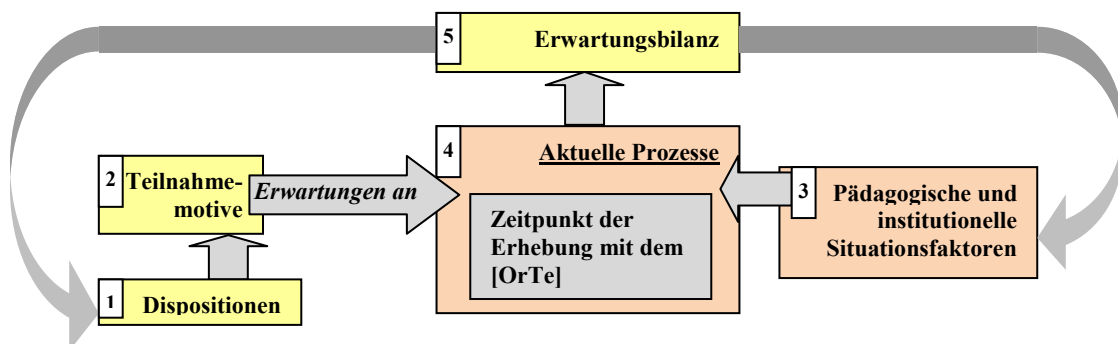 5 Erwartungsbilanz
4 Aktuelle Prozesse
2 Teilnahme-
motive
Erwartungen an
Zeitpunkt der
Erhebung mit dem
[OrTe]
3 Pädagogische und
institutionelle
Situationsfaktoren
1 Dispositionen